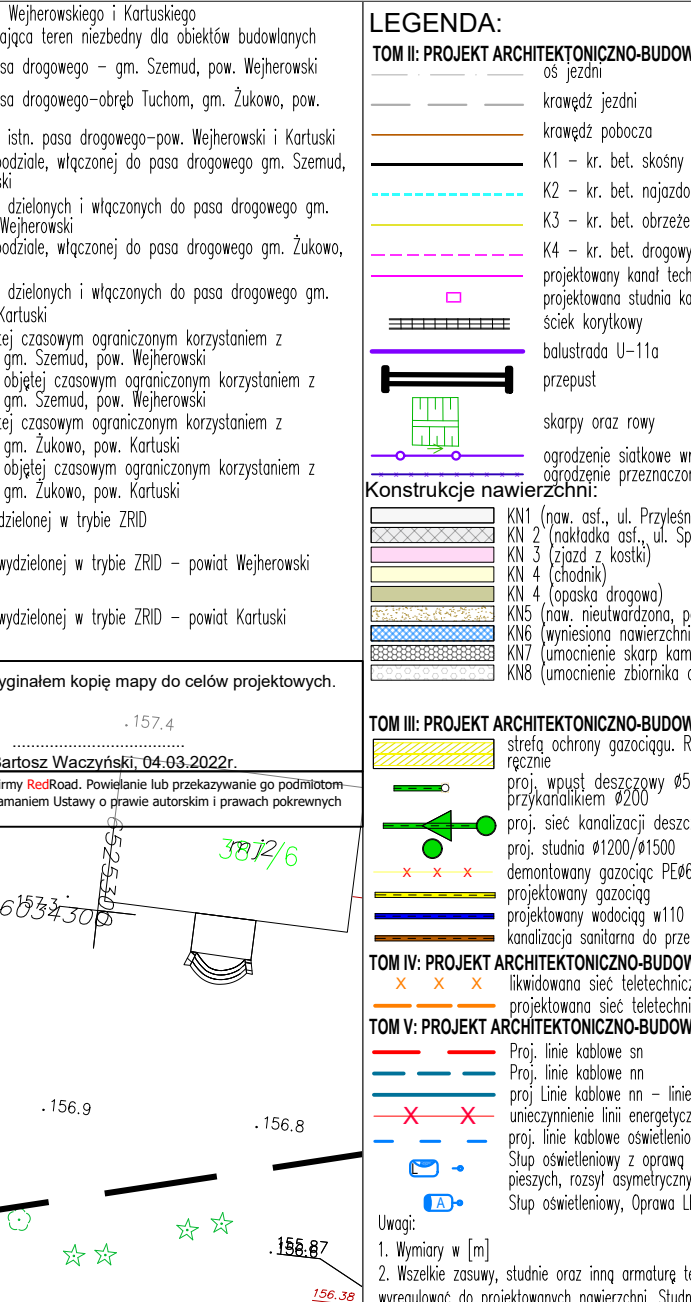 Wejherowskiego i Kartuskiego
ająca teren niezbedny dla obiektów budowlanych
sa drogowego – gm. Szemud, pow. Wejherowski
sa drogowego–obręb Tuchom, gm. Żukowo, pow.
istn. pasa drogowego–pow. Wejherowski i Kartuski
podziale, włączonej do pasa drogowego gm. Szemud,
ski
dzielonych i włączonych do pasa drogowego gm.
Wejherowski
podziale, włączonej do pasa drogowego gm. Żukowo,
dzielonych i włączonych do pasa drogowego gm.
Kartuski
tej czasowym ograniczonym korzystaniem z
gm. Szemud, pow. Wejherowski
objętej czasowym ograniczonym korzystaniem z
gm. Szemud, pow. Wejherowski
tej czasowym ograniczonym korzystaniem z
gm. Żukowo, pow. Kartuski
objętej czasowym ograniczonym korzystaniem z
gm. Żukowo, pow. Kartuski
dzielonej w trybie ZRID
wydzielonej w trybie ZRID – powiat Wejherowski
wydzielonej w trybie ZRID – powiat Kartuski
yginałem kopię mapy do celów projektowych.
.157.4
.....................................
Bartosz Waczyński, 04.03.2022r.
irmy RedRoad. Powielanie lub przekazywanie go podmiotom
amaniem Ustawy o prawie autorskim i prawach pokrewnych
6525300
6034300
157.3
387/6
mj2
.156.9
.156.8
155.87
156.6
156.38
LEGENDA:
TOM II: PROJEKT ARCHITEKTONICZNO-BUDOW
oś jezdni
krawędź jezdni
krawędź pobocza
K1 – kr. bet. skośny
K2 – kr. bet. najazdo
K3 – kr. bet. obrzeże
K4 – kr. bet. drogowy
projektowany kanał tech
projektowana studnia ka
ściek korytkowy
balustrada U–11a
przepust
skarpy oraz rowy
ogrodzenie siatkowe wr
ogrodzenie przeznaczon
Konstrukcje nawierzchni:
KN1 (naw. asf., ul. Przyleśn
KN 2 (nakładka asf., ul. Sp
KN 3 (zjazd z kostki)
KN 4 (chodnik)
KN 4 (opaska drogowa)
KN5 (naw. nieutwardzona, p
KN6 (wyniesiona nawierzchni
KN7 (umocnienie skarp kam
KN8 (umocnienie zbiornika
TOM III: PROJEKT ARCHITEKTONICZNO-BUDOW
strefa ochrony gazociągu. R
ręcznie
proj. wpust deszczowy ø5
przykanalikiem ø200
proj. sieć kanalizacji deszc
proj. studnia ø1200/ø1500
demontowany gazociąc PEø6
projektowany gazociąg
projektowany wodociąg w110
kanalizacja sanitarna do prze
TOM IV: PROJEKT ARCHITEKTONICZNO-BUDOW
likwidowana sieć teletechnicz
projektowana sieć teletechni
TOM V: PROJEKT ARCHITEKTONICZNO-BUDOW
Proj. linie kablowe sn
Proj. linie kablowe nn
proj Linie kablowe nn – linie
unieczynnienie linii energetycz
proj. linie kablowe oświetlenio
L
Słup oświetleniowy z oprawą
pieszych, rozsył asymetryczny
A
Słup oświetleniowy, Oprawa L
Uwagi:
1. Wymiary w [m]
2. Wszelkie zasuwy, studnie oraz inną armaturę te
wyregulować do projektowanych nawierzchni. Studn